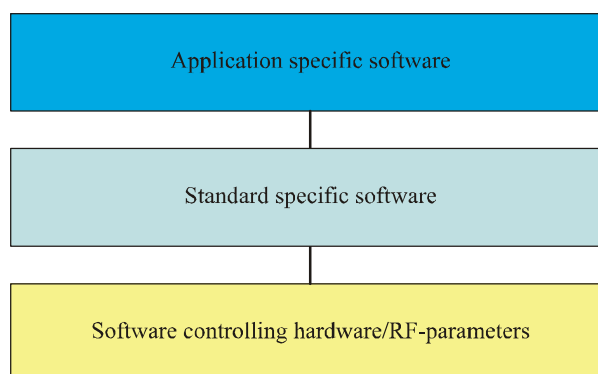 Application specific software
Standard specific software
Software controlling hardware/RF-parameters